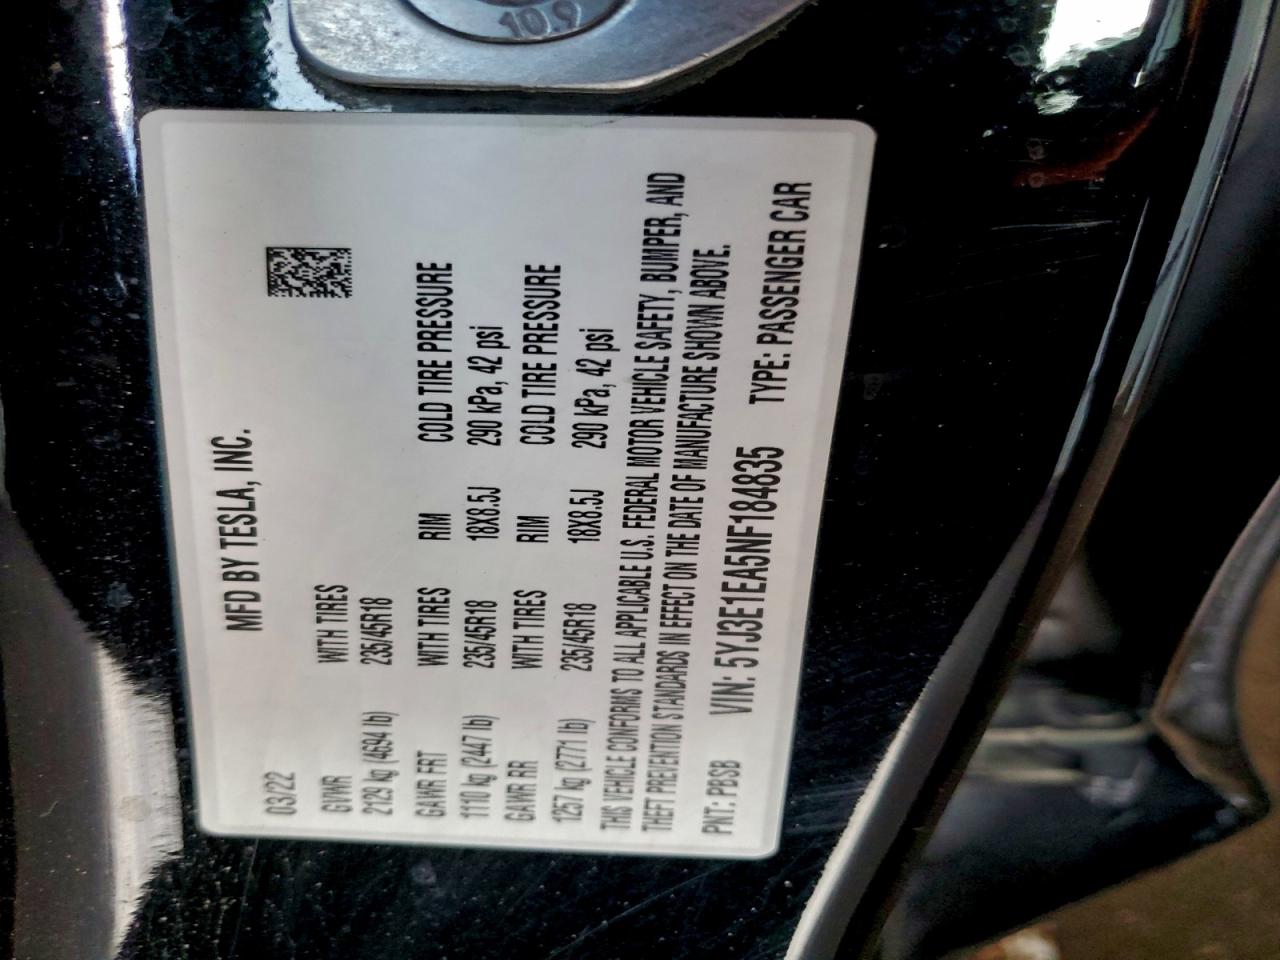 10.9
MFD BY TESLA, INC.
03/22
GVWR WITH TIRES
2129 kg (4694 lb) 235/45R18
GAWR FRT WITH TIRES RIM COLD TIRE PRESSURE
1110 kg (2447 lb) 235/45R18 18X8.5J 290 kPa, 42 psi
GAWR RR WITH TIRES RIM COLD TIRE PRESSURE
1257 kg (2771 lb) 235/45R18 18X8.5J 290 kPa, 42 psi
THIS VEHICLE CONFORMS TO ALL APPLICABLE U.S. FEDERAL MOTOR VEHICLE SAFETY, BUMPER, AND
THEFT PREVENTION STANDARDS IN EFFECT ON THE DATE OF MANUFACTURE SHOWN ABOVE.
PNT: PBSB VIN: 5YJ3E1EA5NF184835 TYPE: PASSENGER CAR